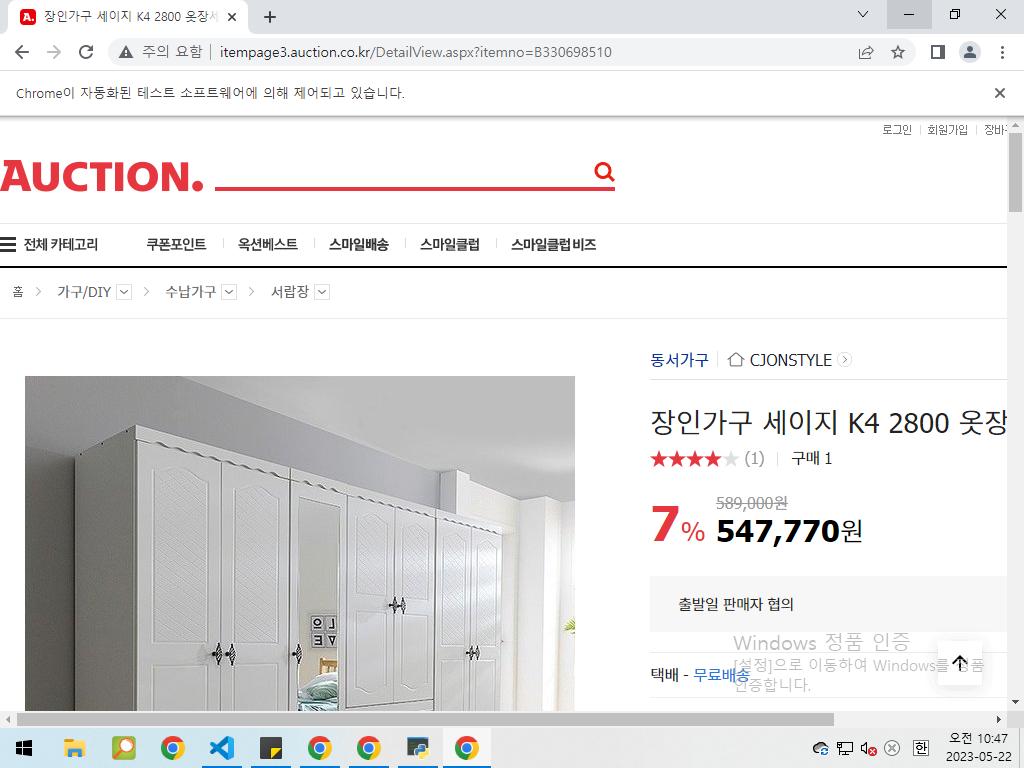 장인가구 세이지 K4 2800 옷장세
주의 요함 itempage3.auction.co.kr/DetailView.aspx?itemno=B330698510
Chrome이 자동화된 테스트 소프트웨어에 의해 제어되고 있습니다.
로그인 회원가입 장바
AUCTION.
전체 카테고리 쿠폰포인트 옥션베스트 스마일배송 스마일클럽 스마일클럽 비즈
홈 가구/DIY 수납가구 서랍장
동서가구 CJONSTYLE
장인가구 세이지 K4 2800 옷장
(1) 구매 1
589,000원
7% 547,770원
출발일 판매자 협의
Windows 정품 인증
[설정]으로 이동하여 Windows를 정품
택배 - 무료배송
인증합니다.
LO
오전 10:47
한
2023-05-22